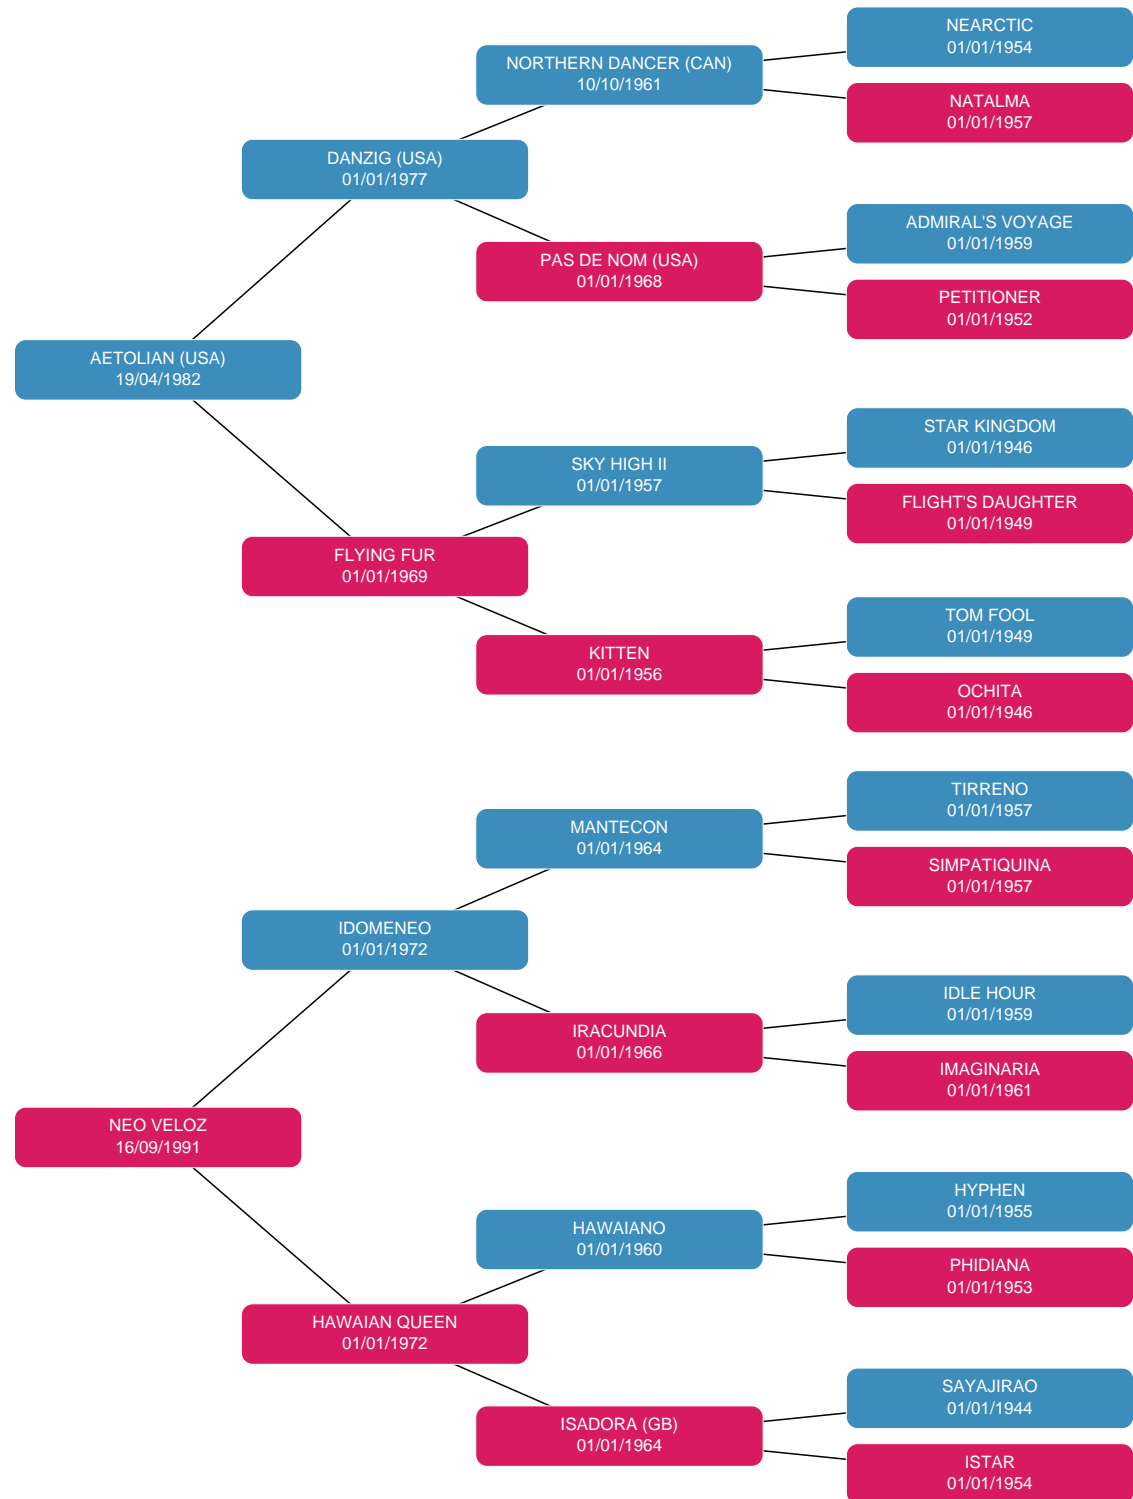 NEARCTIC
01/01/1954
NORTHERN DANCER (CAN)
10/10/1961
NATALMA
01/01/1957
DANZIG (USA)
01/01/1977
ADMIRAL'S VOYAGE
01/01/1959
PAS DE NOM (USA)
01/01/1968
PETITIONER
01/01/1952
AETOLIAN (USA)
19/04/1982
STAR KINGDOM
01/01/1946
SKY HIGH II
01/01/1957
FLIGHT'S DAUGHTER
01/01/1949
FLYING FUR
01/01/1969
TOM FOOL
01/01/1949
KITTEN
01/01/1956
OCHITA
01/01/1946
TIRRENO
01/01/1957
MANTECON
01/01/1964
SIMPATIQUINA
01/01/1957
IDOMENEO
01/01/1972
IDLE HOUR
01/01/1959
IRACUNDIA
01/01/1966
IMAGINARIA
01/01/1961
NEO VELOZ
16/09/1991
HYPHEN
01/01/1955
HAWAIANO
01/01/1960
PHIDIANA
01/01/1953
HAWAIAN QUEEN
01/01/1972
SAYAJIRAO
01/01/1944
ISADORA (GB)
01/01/1964
ISTAR
01/01/1954